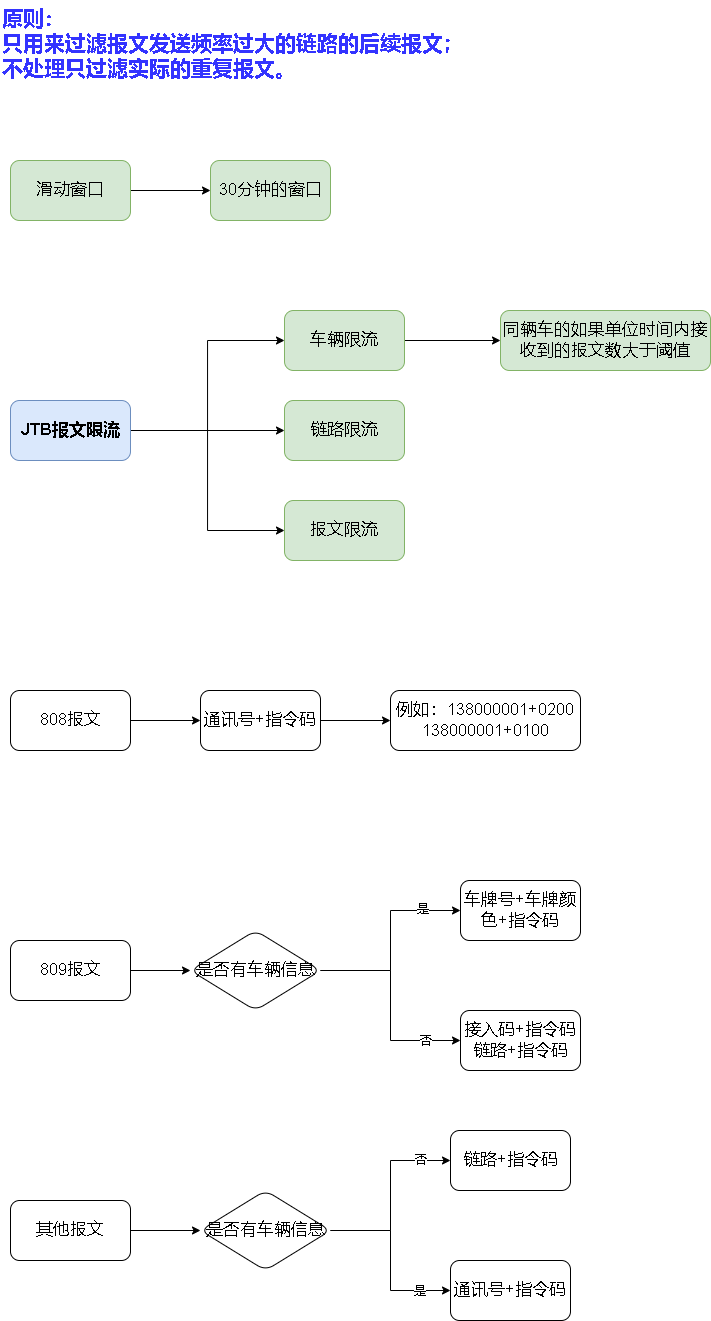 原则：
只用来过滤报文发送频率过大的链路的后续报文；
不处理只过滤实际的重复报文。
滑动窗口
30分钟的窗口
车辆限流
同辆车的如果单位时间内接
收到的报文数大于阈值
JTB报文限流
链路限流
报文限流
808报文
通讯号+指令码
例如：138000001+0200
138000001+0100
809报文
是否有车辆信息
是
车牌号+车牌颜
色+指令码
否
接入码+指令码
链路+指令码
其他报文
是否有车辆信息
否
链路+指令码
是
通讯号+指令码